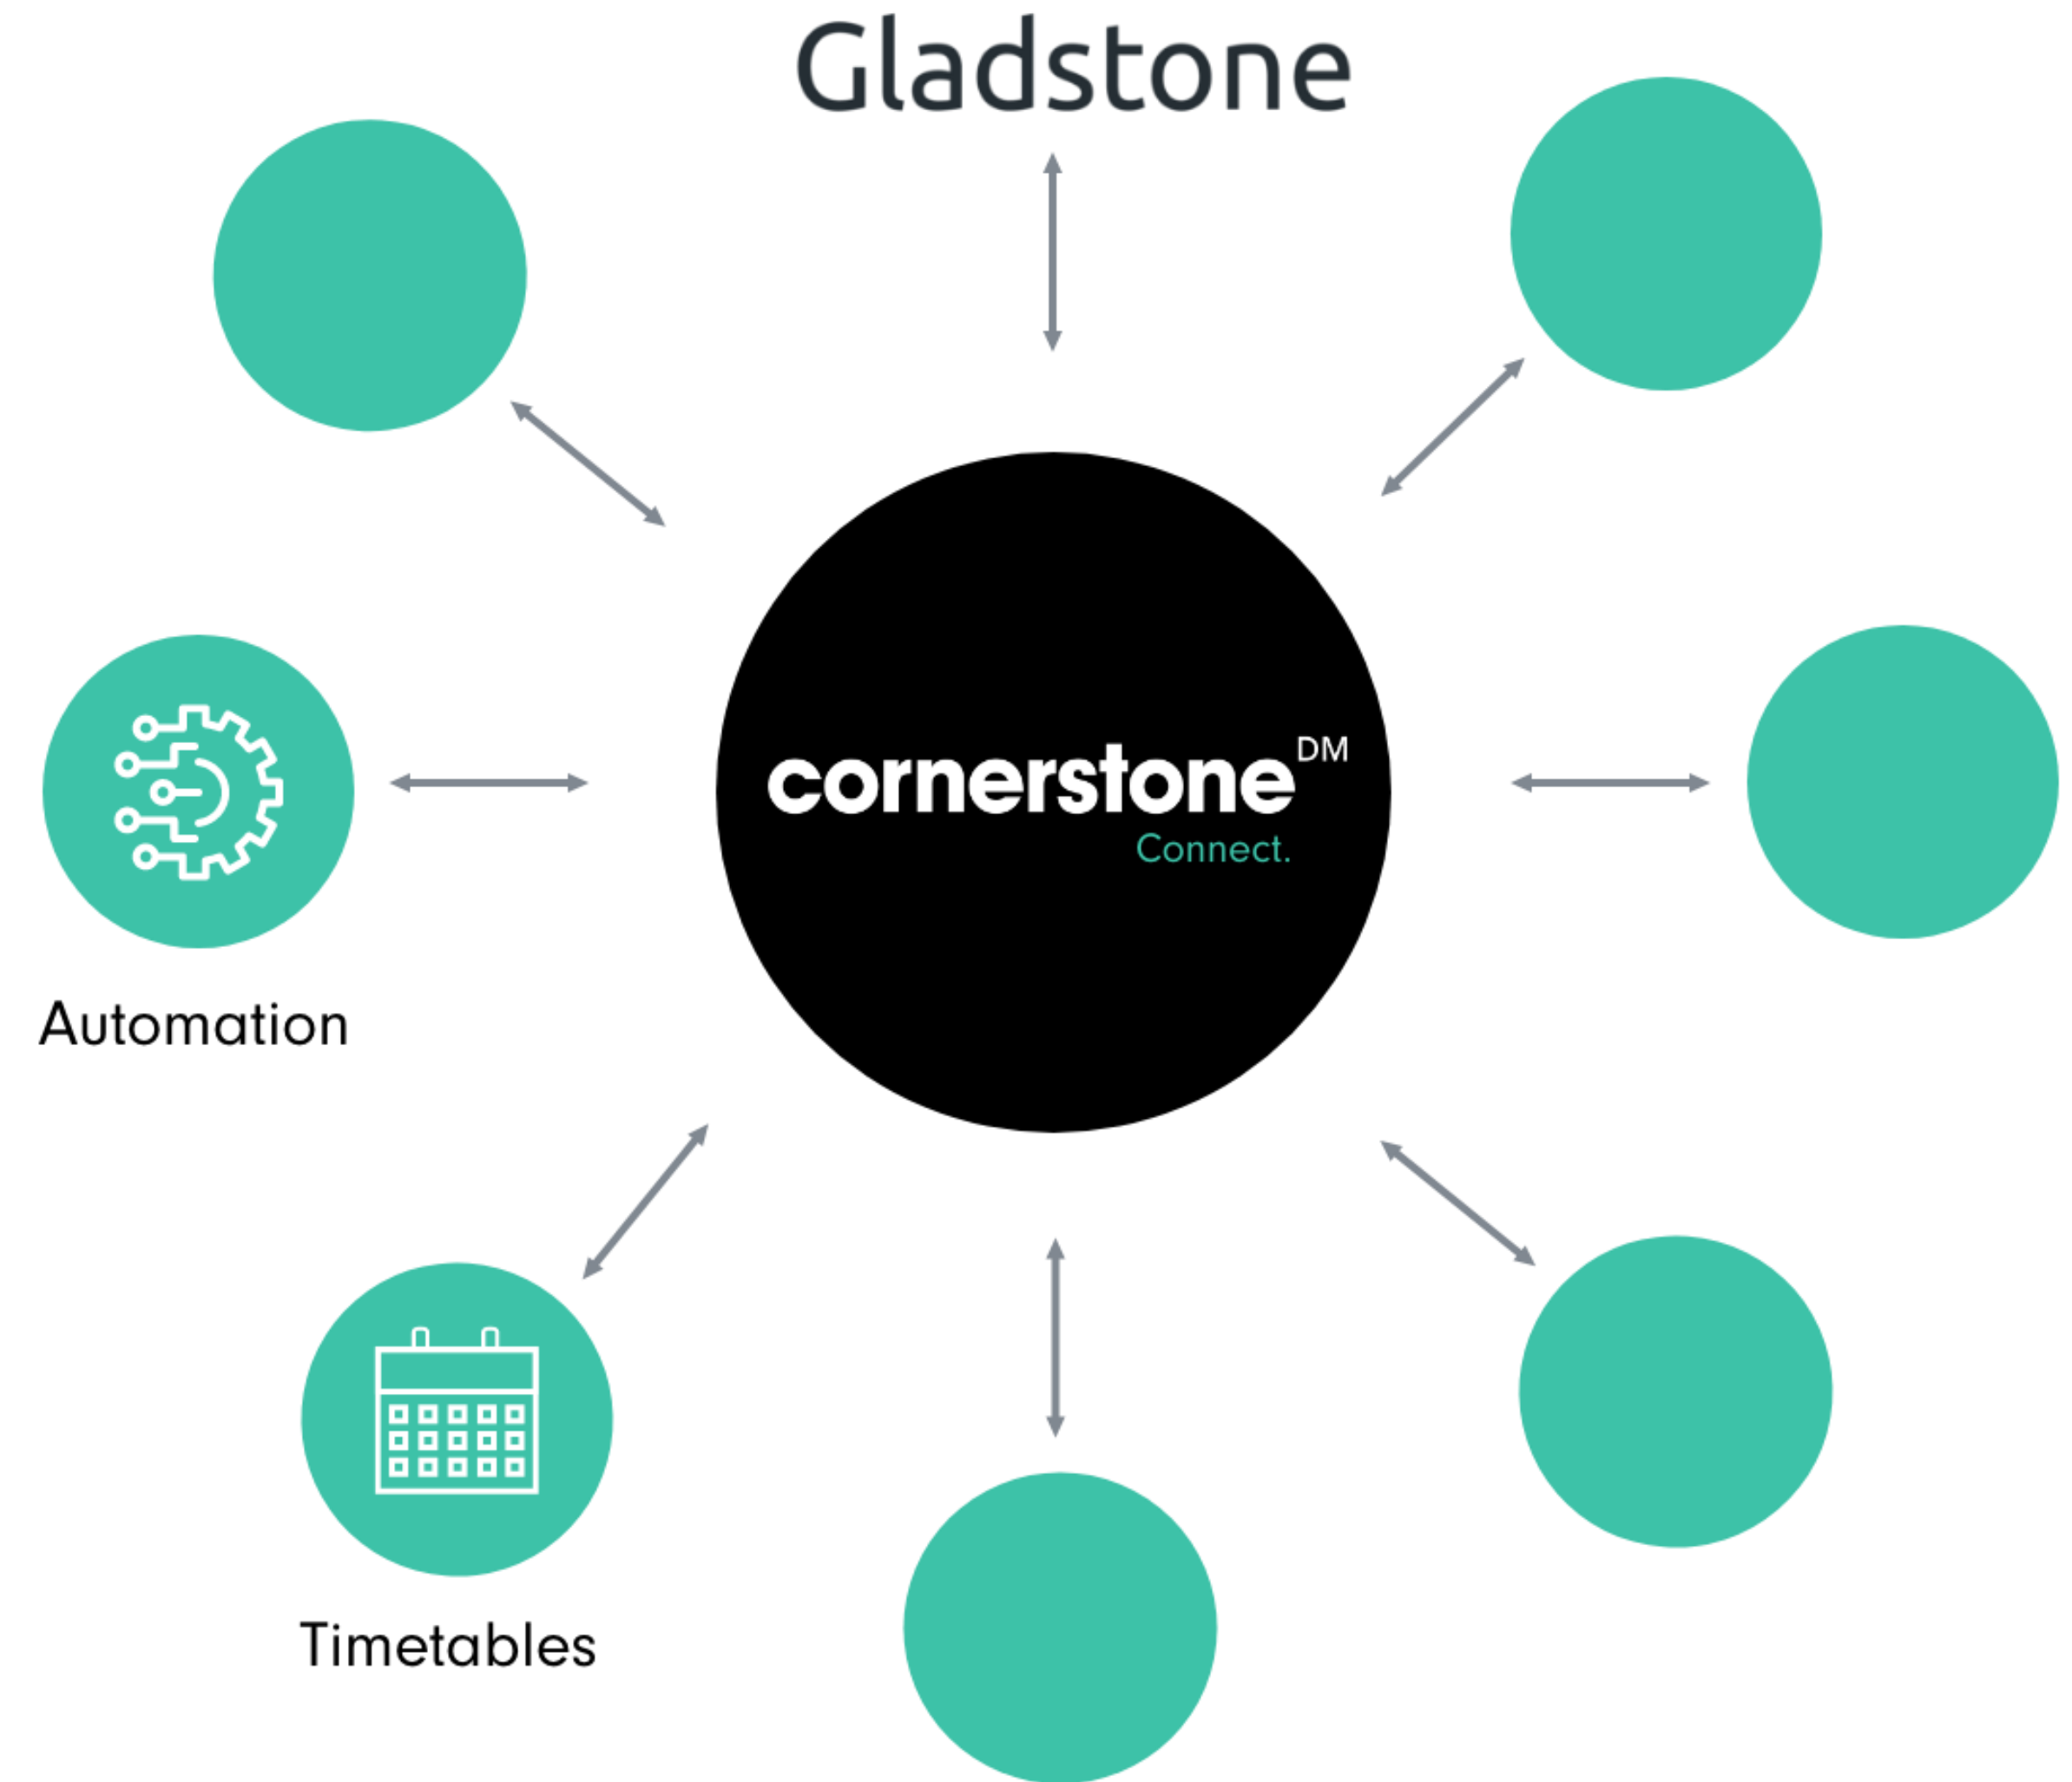 Gladstone
cornerstone DM
Connect.
Automation
Timetables